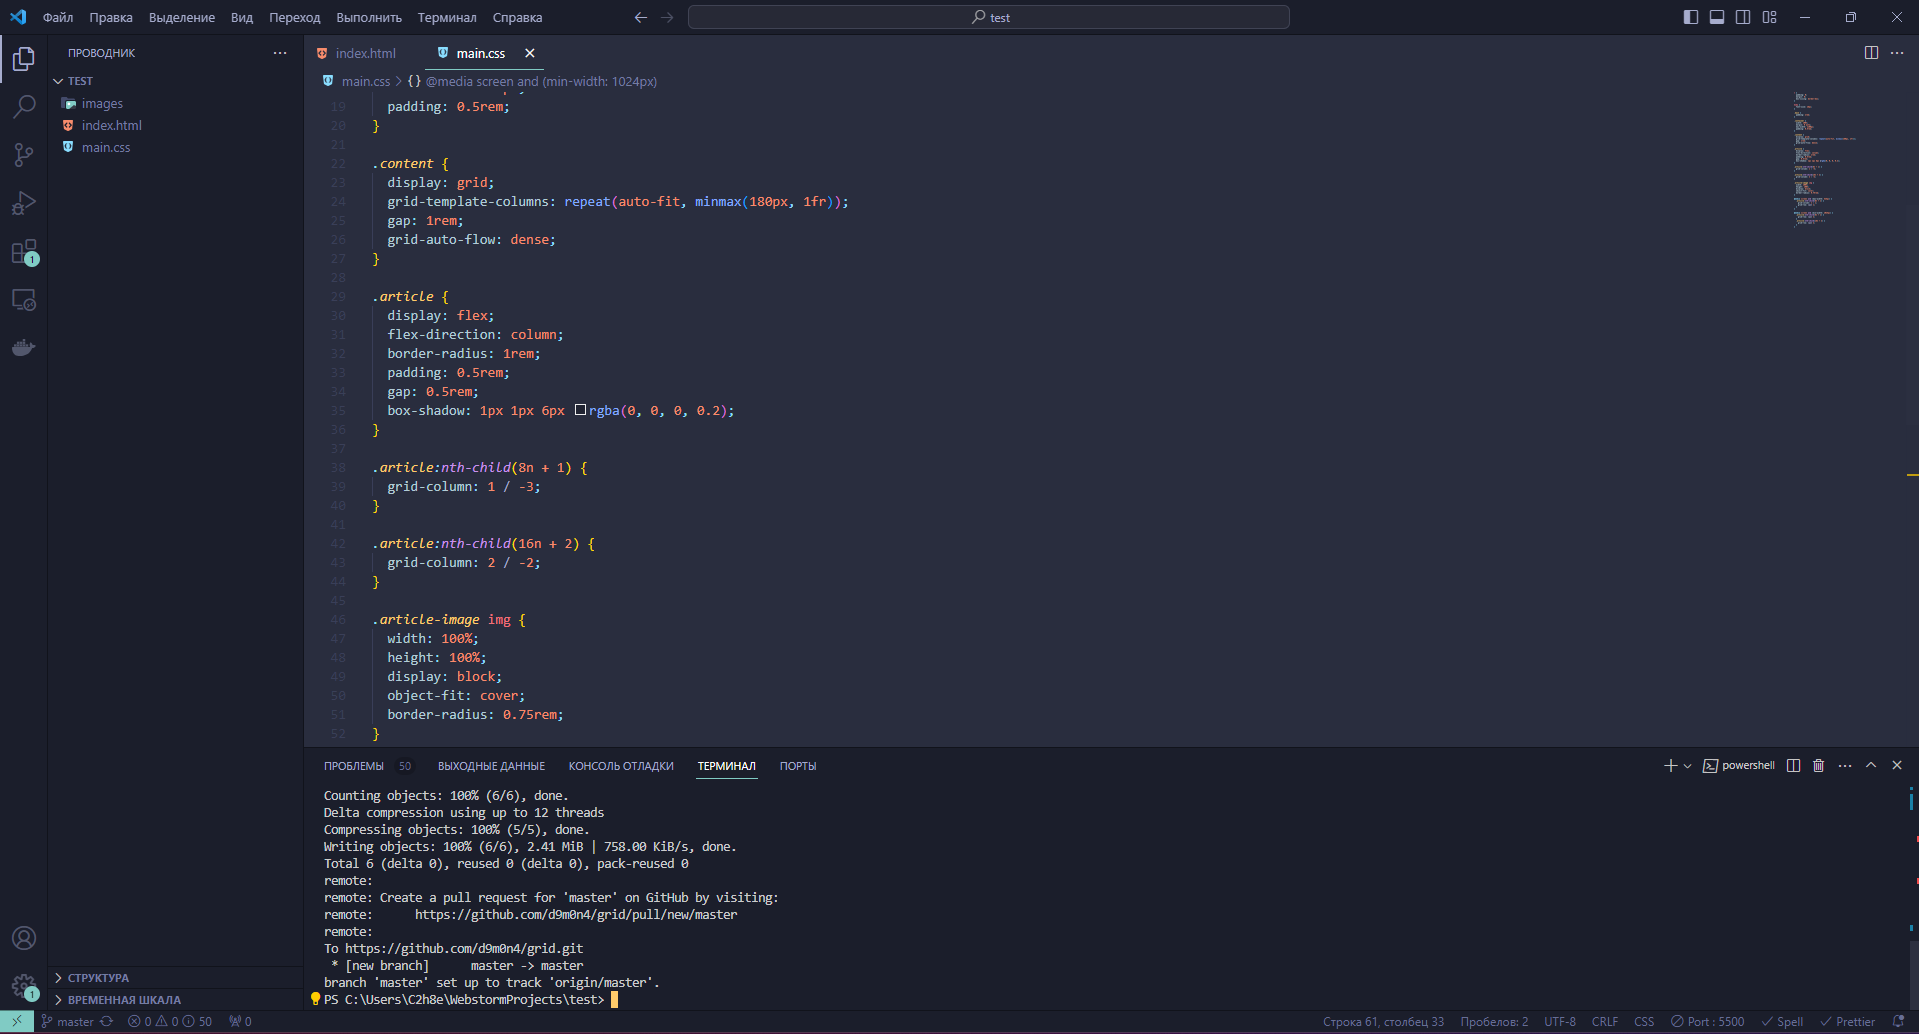 Файл Правка Выделение Вид Переход Выполнить Терминал Справка
test
ПРОВОДНИК
TEST
images
index.html
main.css
index.html
main.css
main.css > {} @media screen and (min-width: 1024px)
19 padding: 0.5rem;
20 }
21
22 .content {
23 display: grid;
24 grid-template-columns: repeat(auto-fit, minmax(180px, 1fr));
25 gap: 1rem;
26 grid-auto-flow: dense;
27 }
28
29 .article {
30 display: flex;
31 flex-direction: column;
32 border-radius: 1rem;
33 padding: 0.5rem;
34 gap: 0.5rem;
35 box-shadow: 1px 1px 6px rgba(0, 0, 0, 0.2);
36 }
37
38 .article:nth-child(8n + 1) {
39 grid-column: 1 / -3;
40 }
41
42 .article:nth-child(16n + 2) {
43 grid-column: 2 / -2;
44 }
45
46 .article-image img {
47 width: 100%;
48 height: 100%;
49 display: block;
50 object-fit: cover;
51 border-radius: 0.75rem;
52 }
1
ПРОБЛЕМЫ 50 ВЫХОДНЫЕ ДАННЫЕ КОНСОЛЬ ОТЛАДКИ ТЕРМИНАЛ ПОРТЫ
powershell
Counting objects: 100% (6/6), done.
Delta compression using up to 12 threads
Compressing objects: 100% (5/5), done.
Writing objects: 100% (6/6), 2.41 MiB | 758.00 KiB/s, done.
Total 6 (delta 0), reused 0 (delta 0), pack-reused 0
remote:
remote: Create a pull request for 'master' on GitHub by visiting:
remote:      https://github.com/d9m0n4/grid/pull/new/master
remote:
To https://github.com/d9m0n4/grid.git
 * [new branch]      master -> master
branch 'master' set up to track 'origin/master'.
PS C:\Users\C2h8e\WebstormProjects\test>
СТРУКТУРА
ВРЕМЕННАЯ ШКАЛА
1
master 0 0 50 0
Строка 61, столбец 33 Пробелов: 2 UTF-8 CRLF CSS Port : 5500 Spell Prettier